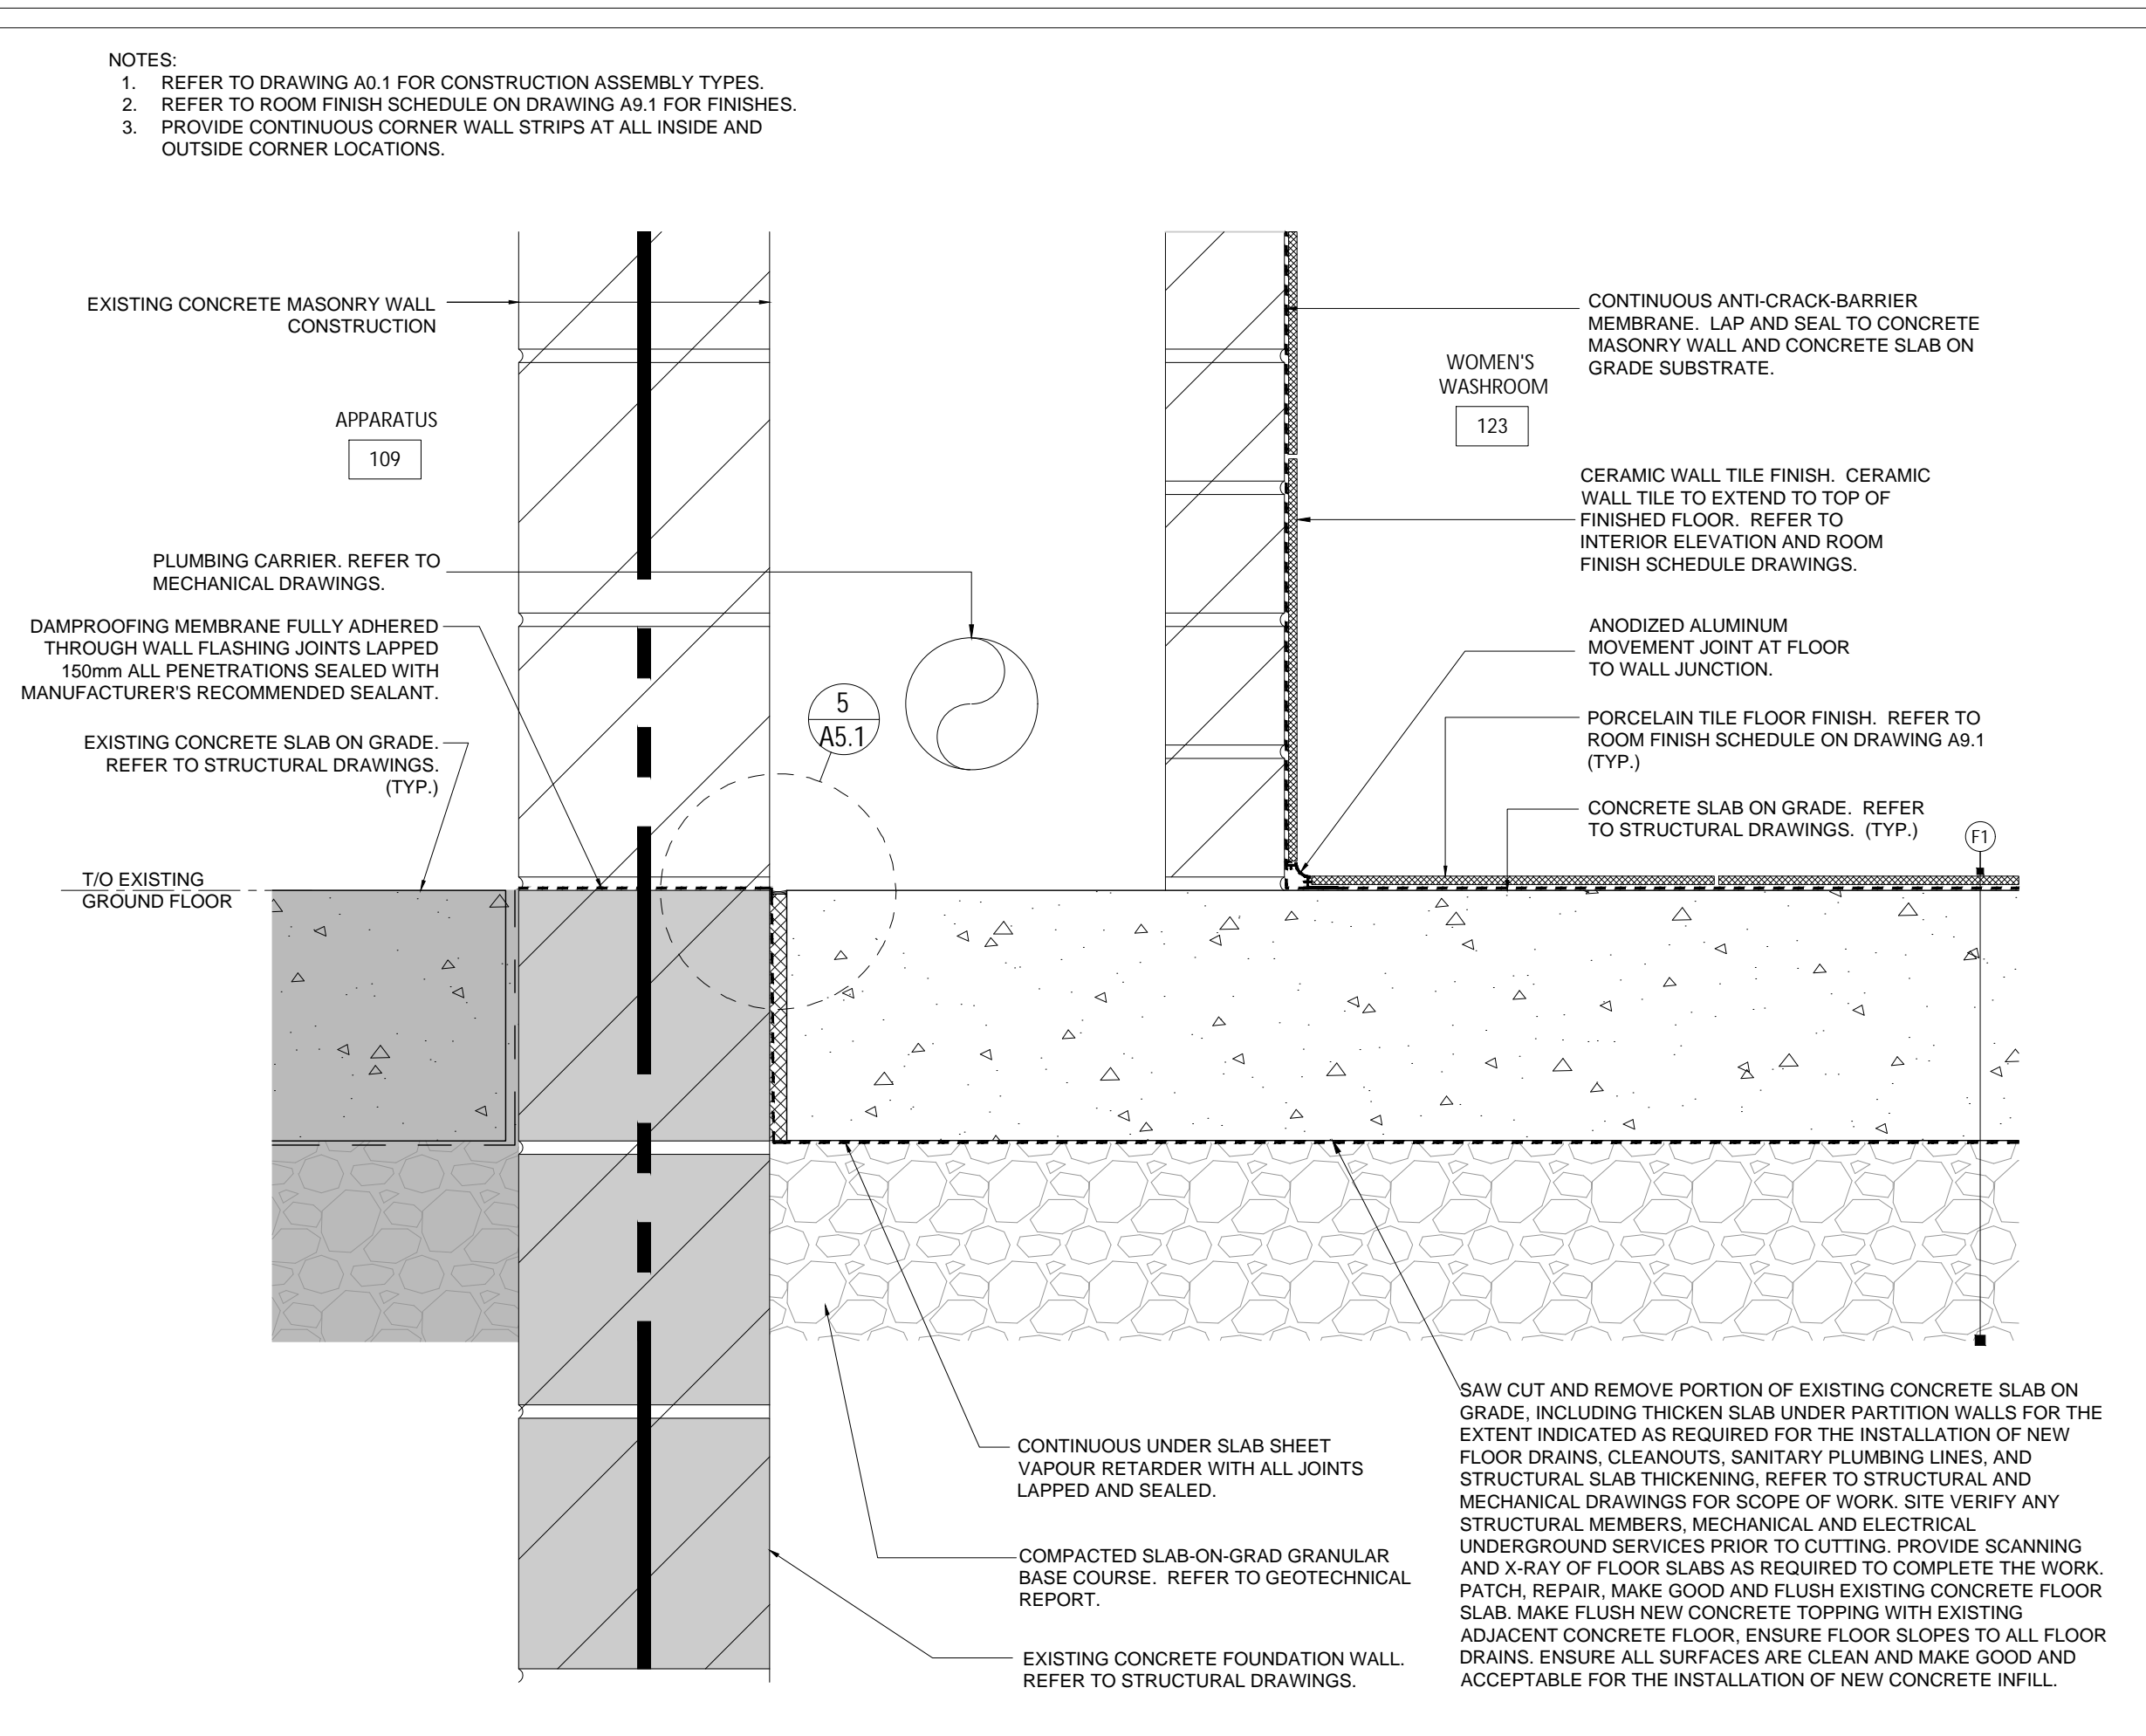 NOTES:
1. REFER TO DRAWING A0.1 FOR CONSTRUCTION ASSEMBLY TYPES.
2. REFER TO ROOM FINISH SCHEDULE ON DRAWING A9.1 FOR FINISHES.
3. PROVIDE CONTINUOUS CORNER WALL STRIPS AT ALL INSIDE AND
OUTSIDE CORNER LOCATIONS.
EXISTING CONCRETE MASONRY WALL
CONSTRUCTION
APPARATUS
109
PLUMBING CARRIER. REFER TO
MECHANICAL DRAWINGS.
DAMPROOFING MEMBRANE FULLY ADHERED
THROUGH WALL FLASHING JOINTS LAPPED
150mm ALL PENETRATIONS SEALED WITH
MANUFACTURER'S RECOMMENDED SEALANT.
EXISTING CONCRETE SLAB ON GRADE.
REFER TO STRUCTURAL DRAWINGS.
(TYP.)
T/O EXISTING
GROUND FLOOR
5
A5.1
WOMEN'S
WASHROOM
123
CONTINUOUS ANTI-CRACK-BARRIER
MEMBRANE. LAP AND SEAL TO CONCRETE
MASONRY WALL AND CONCRETE SLAB ON
GRADE SUBSTRATE.
CERAMIC WALL TILE FINISH. CERAMIC
WALL TILE TO EXTEND TO TOP OF
FINISHED FLOOR. REFER TO
INTERIOR ELEVATION AND ROOM
FINISH SCHEDULE DRAWINGS.
ANODIZED ALUMINUM
MOVEMENT JOINT AT FLOOR
TO WALL JUNCTION.
PORCELAIN TILE FLOOR FINISH. REFER TO
ROOM FINISH SCHEDULE ON DRAWING A9.1
(TYP.)
CONCRETE SLAB ON GRADE. REFER
TO STRUCTURAL DRAWINGS. (TYP.)
F1
CONTINUOUS UNDER SLAB SHEET
VAPOUR RETARDER WITH ALL JOINTS
LAPPED AND SEALED.
COMPACTED SLAB-ON-GRAD GRANULAR
BASE COURSE. REFER TO GEOTECHNICAL
REPORT.
EXISTING CONCRETE FOUNDATION WALL.
REFER TO STRUCTURAL DRAWINGS.
SAW CUT AND REMOVE PORTION OF EXISTING CONCRETE SLAB ON
GRADE, INCLUDING THICKEN SLAB UNDER PARTITION WALLS FOR THE
EXTENT INDICATED AS REQUIRED FOR THE INSTALLATION OF NEW
FLOOR DRAINS, CLEANOUTS, SANITARY PLUMBING LINES, AND
STRUCTURAL SLAB THICKENING, REFER TO STRUCTURAL AND
MECHANICAL DRAWINGS FOR SCOPE OF WORK. SITE VERIFY ANY
STRUCTURAL MEMBERS, MECHANICAL AND ELECTRICAL
UNDERGROUND SERVICES PRIOR TO CUTTING. PROVIDE SCANNING
AND X-RAY OF FLOOR SLABS AS REQUIRED TO COMPLETE THE WORK.
PATCH, REPAIR, MAKE GOOD AND FLUSH EXISTING CONCRETE FLOOR
SLAB. MAKE FLUSH NEW CONCRETE TOPPING WITH EXISTING
ADJACENT CONCRETE FLOOR, ENSURE FLOOR SLOPES TO ALL FLOOR
DRAINS. ENSURE ALL SURFACES ARE CLEAN AND MAKE GOOD AND
ACCEPTABLE FOR THE INSTALLATION OF NEW CONCRETE INFILL.